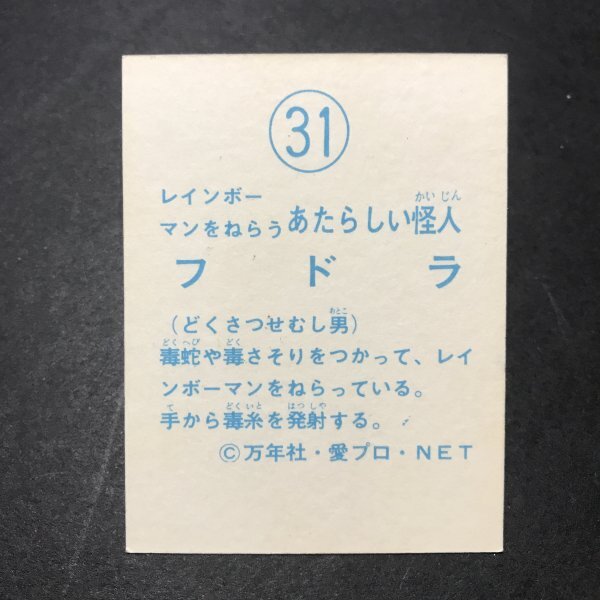 31
レインボー
マンをねらうあたらしい怪人
かいじん
フドラ
（どくさつせむし男）
おとこ
毒蛇や毒さそりをつかって、レイ
どくへび どく
ンボーマンをねらっている。
手から毒糸を発射する。
て どくいと はつしや
©万年社・愛プロ・NET